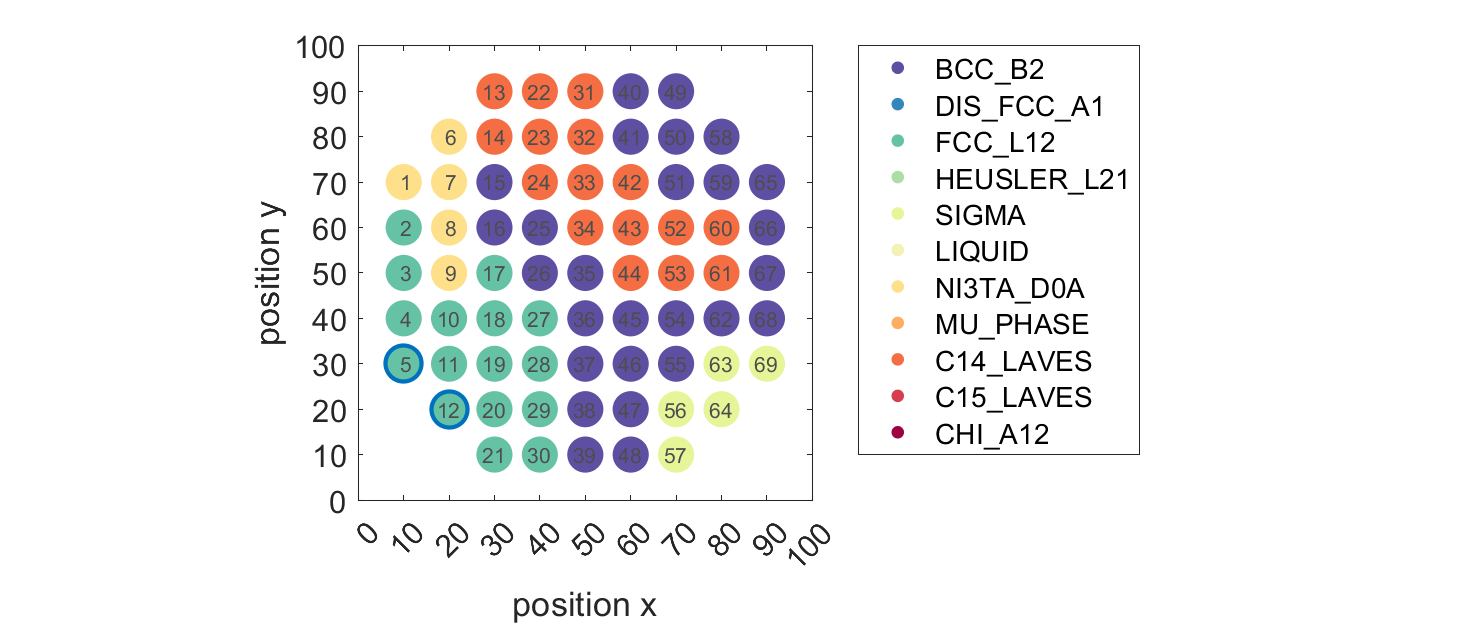 100
90
80
70
60
50
40
30
20
10
0
position y
13 22 31 40 49
6 14 23 32 41 50 58
1 7 15 24 33 42 51 59 65
2 8 16 25 34 43 52 60 66
3 9 17 26 35 44 53 61 67
4 10 18 27 36 45 54 62 68
5 11 19 28 37 46 55 63 69
12 20 29 38 47 56 64
21 30 39 48 57
0 10 20 30 40 50 60 70 80 90 100
position x
BCC_B2
DIS_FCC_A1
FCC_L12
HEUSLER_L21
SIGMA
LIQUID
NI3TA_D0A
MU_PHASE
C14_LAVES
C15_LAVES
CHI_A12